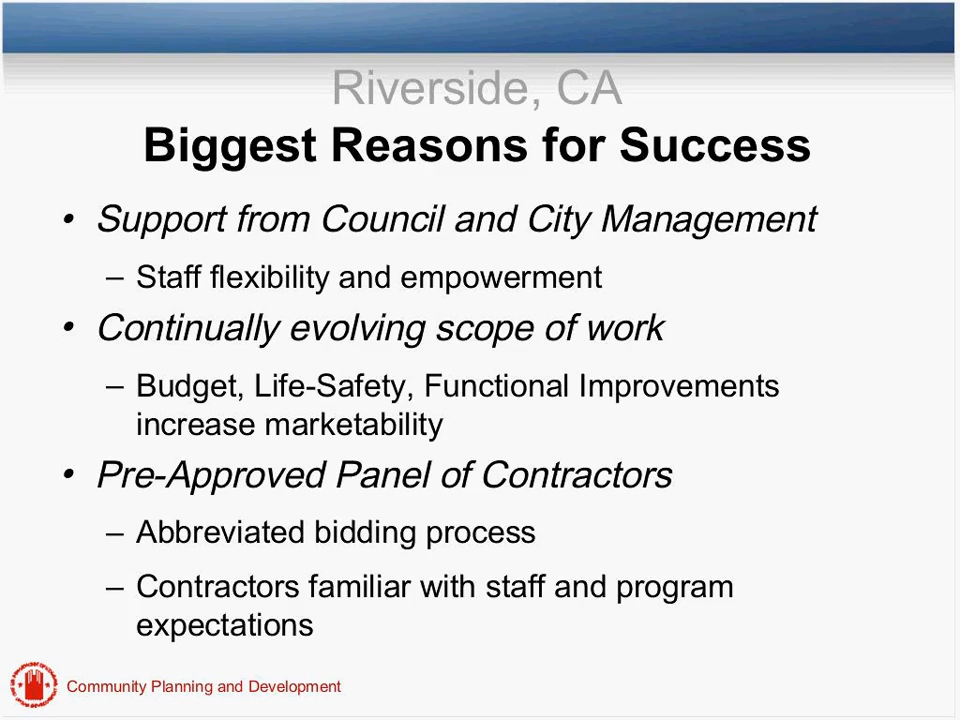 Riverside, CA
Biggest Reasons for Success
• Support from Council and City Management
– Staff flexibility and empowerment
• Continually evolving scope of work
– Budget, Life-Safety, Functional Improvements
increase marketability
• Pre-Approved Panel of Contractors
– Abbreviated bidding process
– Contractors familiar with staff and program
expectations
Community Planning and Development